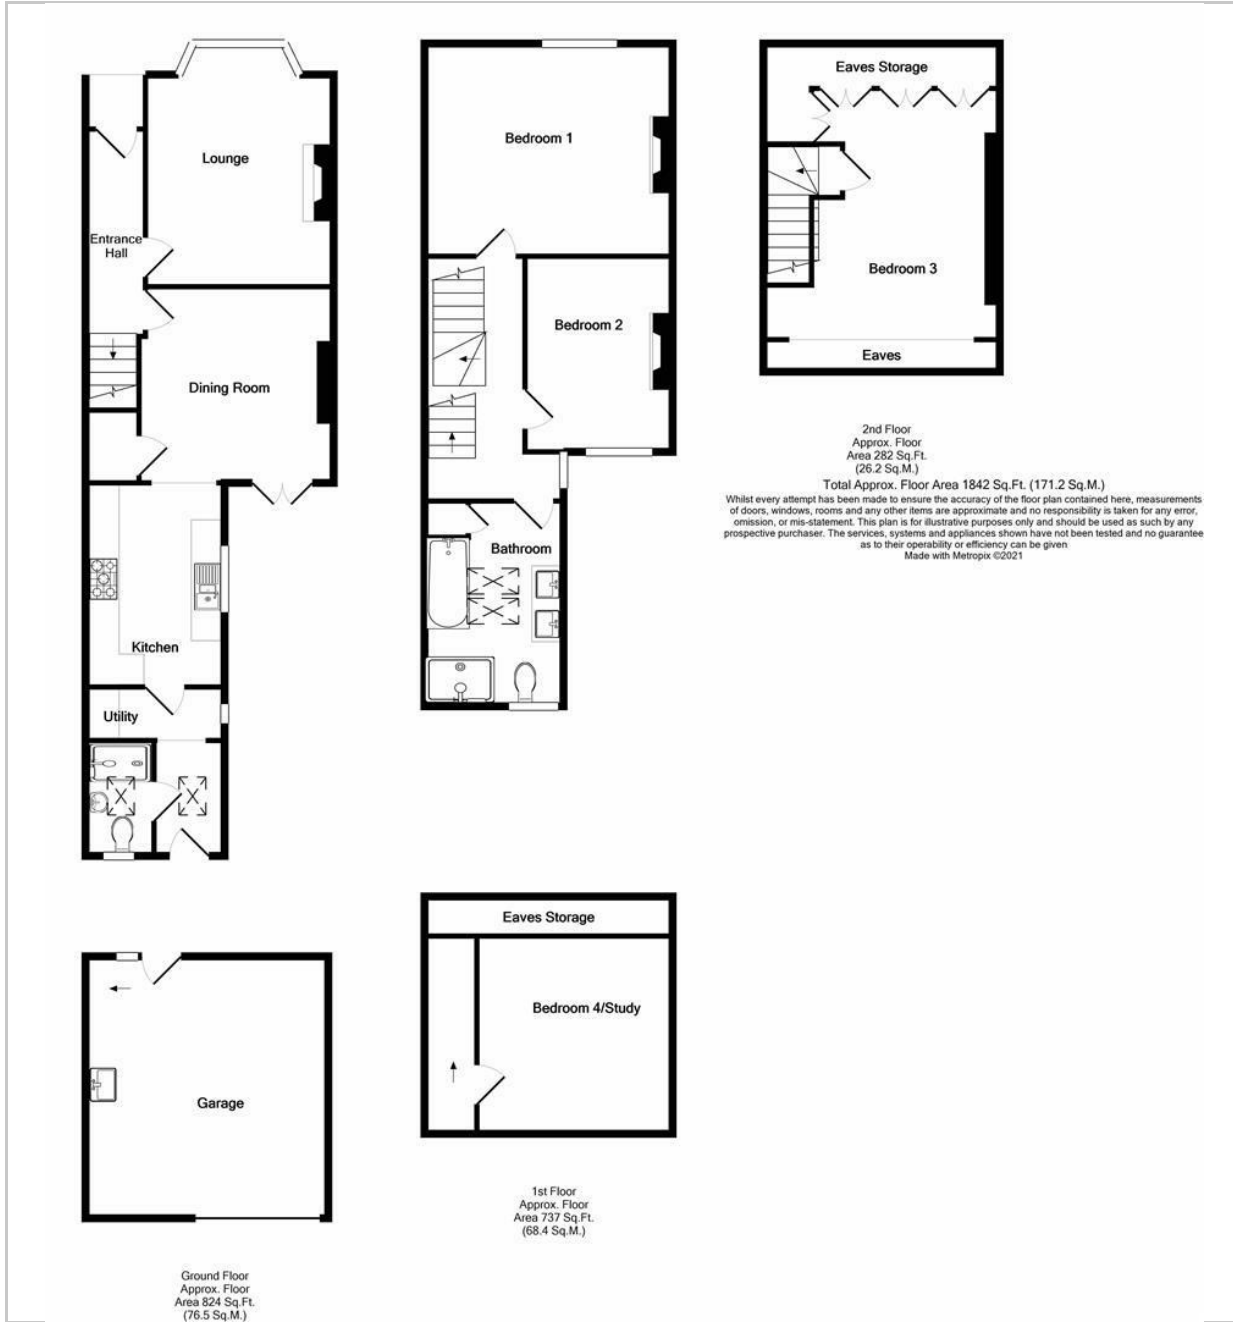 Lounge
Entrance
Hall
Dining Room
Kitchen
Utility
Bedroom 1
Bedroom 2
Bathroom
Eaves Storage
Bedroom 3
Eaves
2nd Floor
Approx. Floor
Area 282 Sq.Ft.
(26.2 Sq.M.)
Total Approx. Floor Area 1842 Sq.Ft. (171.2 Sq.M.)
Whilst every attempt has been made to ensure the accuracy of the floor plan contained here, measurements
of doors, windows, rooms and any other items are approximate and no responsibility is taken for any error,
omission, or mis-statement. This plan is for illustrative purposes only and should be used as such by any
prospective purchaser. The services, systems and appliances shown have not been tested and no guarantee
as to their operability or efficiency can be given
Made with Metropix ©2021
Garage
Ground Floor
Approx. Floor
Area 824 Sq.Ft.
(76.5 Sq.M.)
Eaves Storage
Bedroom 4/Study
1st Floor
Approx. Floor
Area 737 Sq.Ft.
(68.4 Sq.M.)